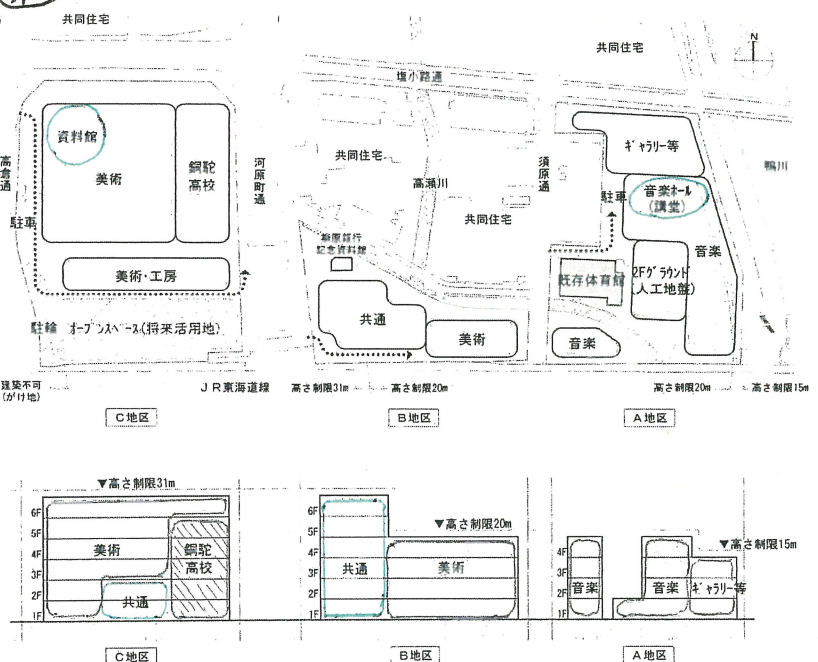 共同住宅
共同住宅
N
塩小路通
資料館
美術
銅駝
高校
高倉通
河原町通
駐車
美術・工房
駐輪 オープンスペース(将来活用地)
共同住宅
高瀬川
共同住宅
柳原銀行
記念資料館
共通
美術
須原通
ギャラリー等
鴨川
駐車
音楽ホール
(講堂)
音楽
既存体育館
2Fグラウンド
(人工地盤)
音楽
建築不可
(がけ地)
JR東海道線
高さ制限31m
高さ制限20m
高さ制限20m
高さ制限15m
C地区
B地区
A地区
▼高さ制限31m
6F
5F
4F
3F
2F
1F
美術
共通
銅駝
高校
6F
5F
4F
3F
2F
1F
共通
▼高さ制限20m
美術
4F
3F
2F
1F
音楽
音楽
▼高さ制限15m
ギャラリー等
C地区
B地区
A地区